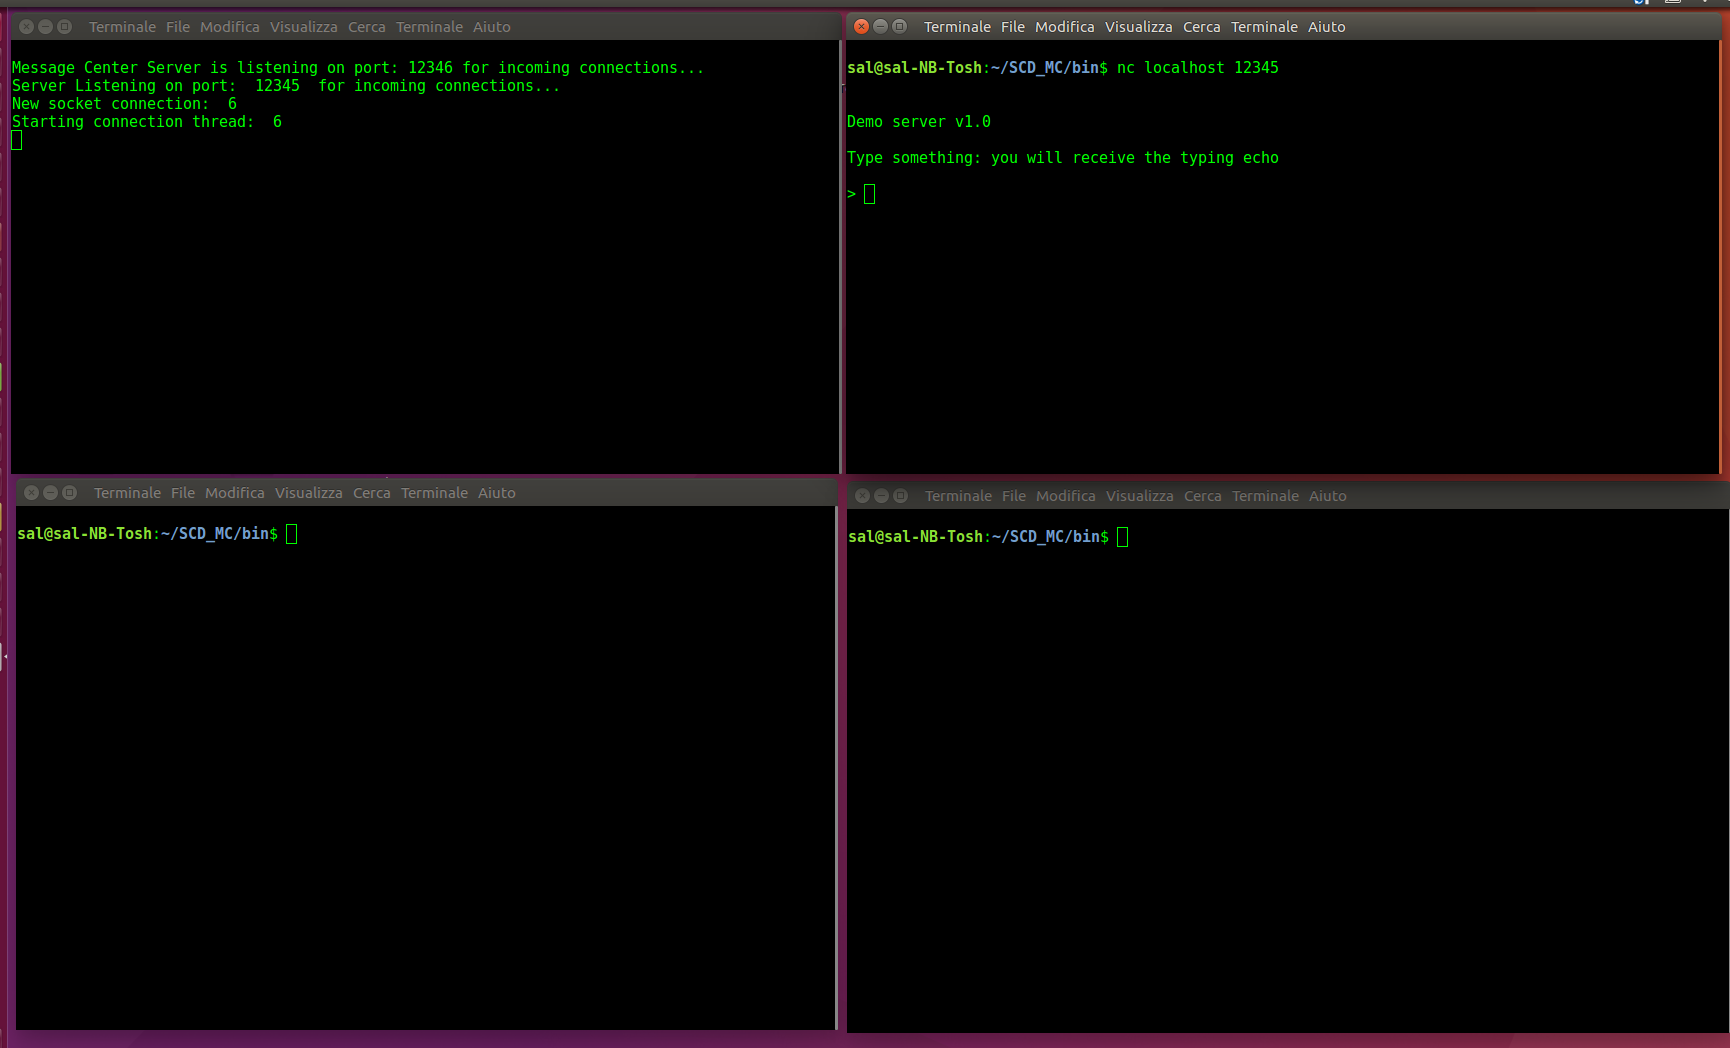 Terminale File Modifica Visualizza Cerca Terminale Aiuto
Message Center Server is listening on port: 12346 for incoming connections...
Server Listening on port:  12345  for incoming connections...
New socket connection:  6
Starting connection thread:  6
Terminale File Modifica Visualizza Cerca Terminale Aiuto
sal@sal-NB-Tosh:~/SCD_MC/bin$ nc localhost 12345
Demo server v1.0
Type something: you will receive the typing echo
>
Terminale File Modifica Visualizza Cerca Terminale Aiuto
sal@sal-NB-Tosh:~/SCD_MC/bin$
Terminale File Modifica Visualizza Cerca Terminale Aiuto
sal@sal-NB-Tosh:~/SCD_MC/bin$